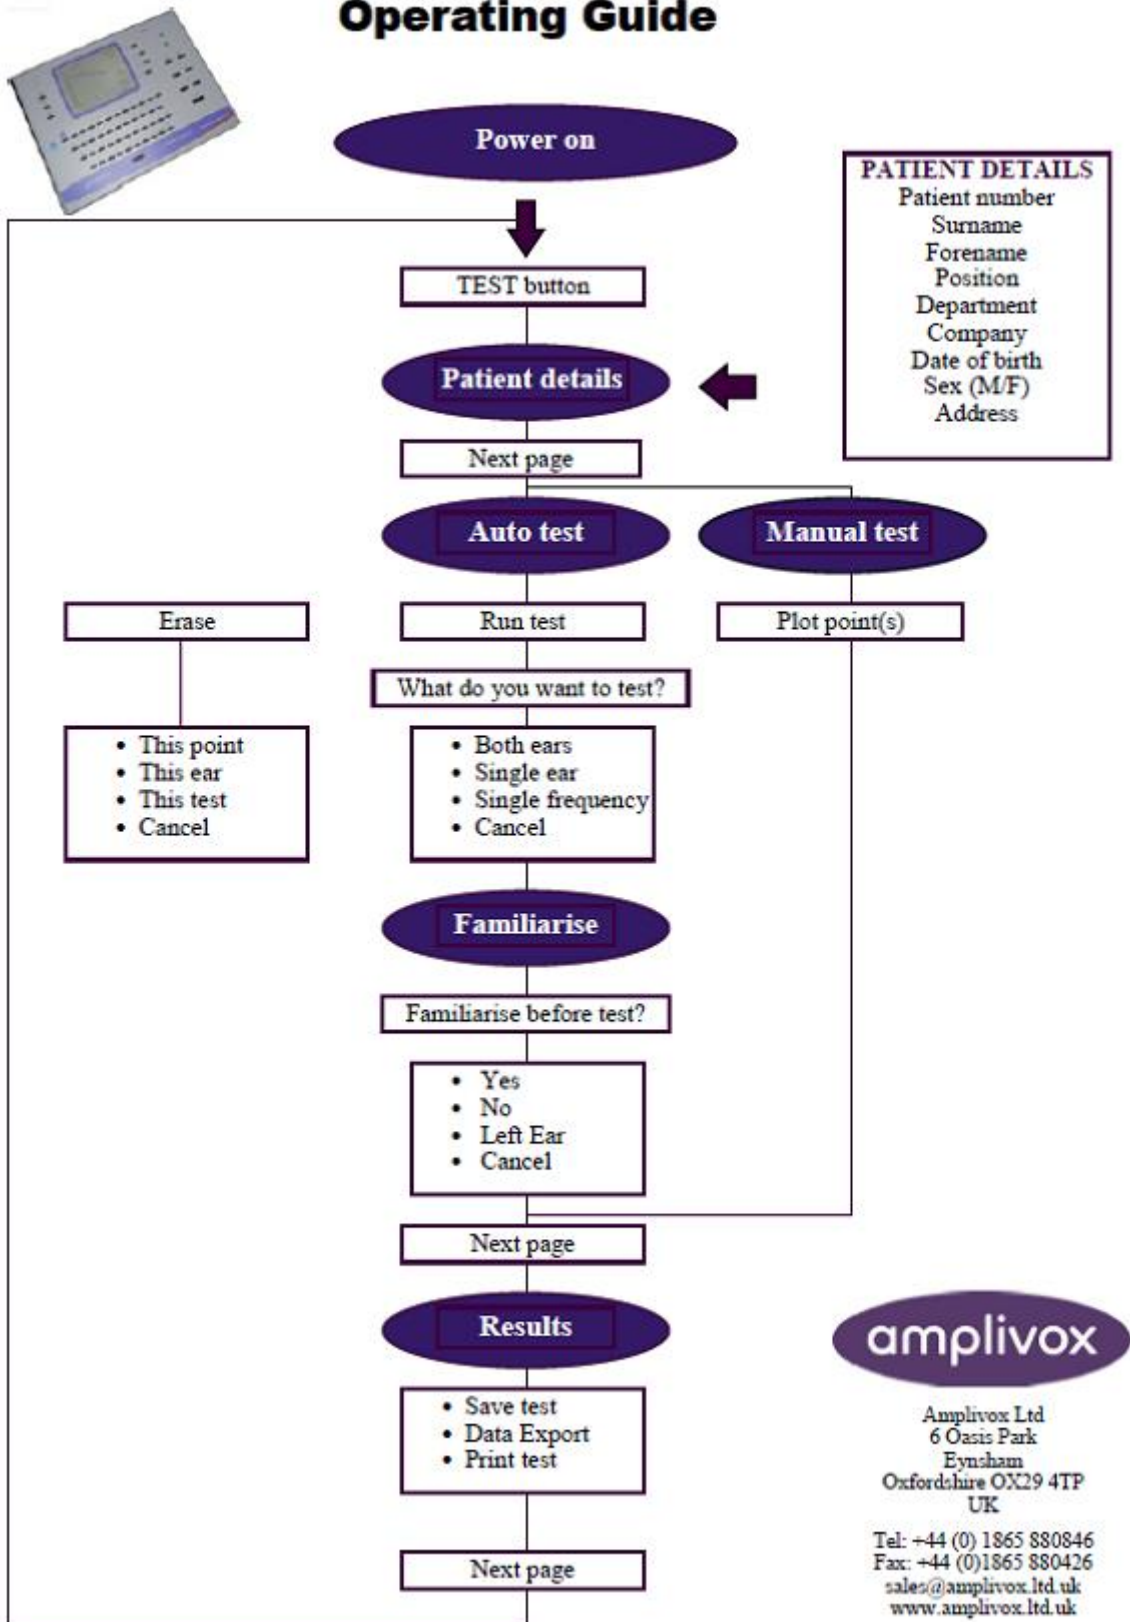 Operating Guide
Power on
PATIENT DETAILS
Patient number
Surname
Forename
Position
Department
Company
Date of birth
Sex (M/F)
Address
TEST button
Patient details
Next page
Auto test
Manual test
Erase
Run test
Plot point(s)
What do you want to test?
• This point
• This ear
• This test
• Cancel
• Both ears
• Single ear
• Single frequency
• Cancel
Familiarise
Familiarise before test?
• Yes
• No
• Left Ear
• Cancel
Next page
Results
• Save test
• Data Export
• Print test
Next page
amplivox
Amplivox Ltd
6 Oasis Park
Eynsham
Oxfordshire OX29 4TP
UK
Tel: +44 (0) 1865 880846
Fax: +44 (0)1865 880426
sales@amplivox.ltd.uk
www.amplivox.ltd.uk